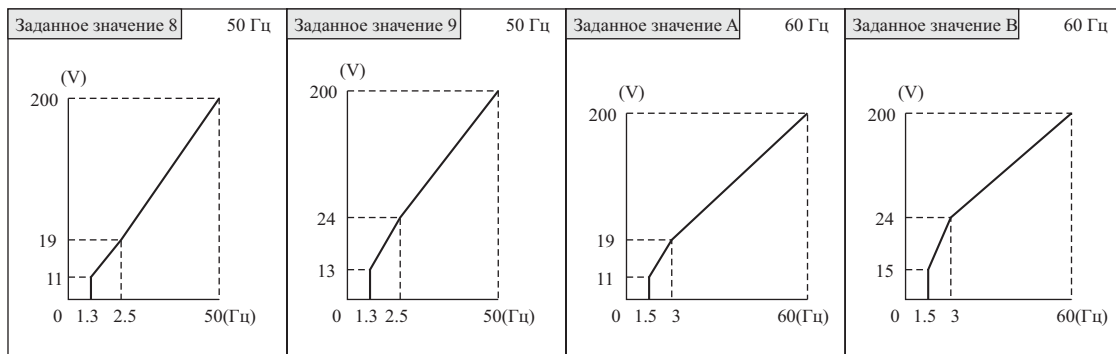 Заданное значение 8 50 Гц
(V)
200
19
11
0 1.3 2.5 50(Гц)
Заданное значение 9 50 Гц
(V)
200
24
13
0 1.3 2.5 50(Гц)
Заданное значение A 60 Гц
(V)
200
19
11
0 1.5 3 60(Гц)
Заданное значение B 60 Гц
(V)
200
24
15
0 1.5 3 60(Гц)